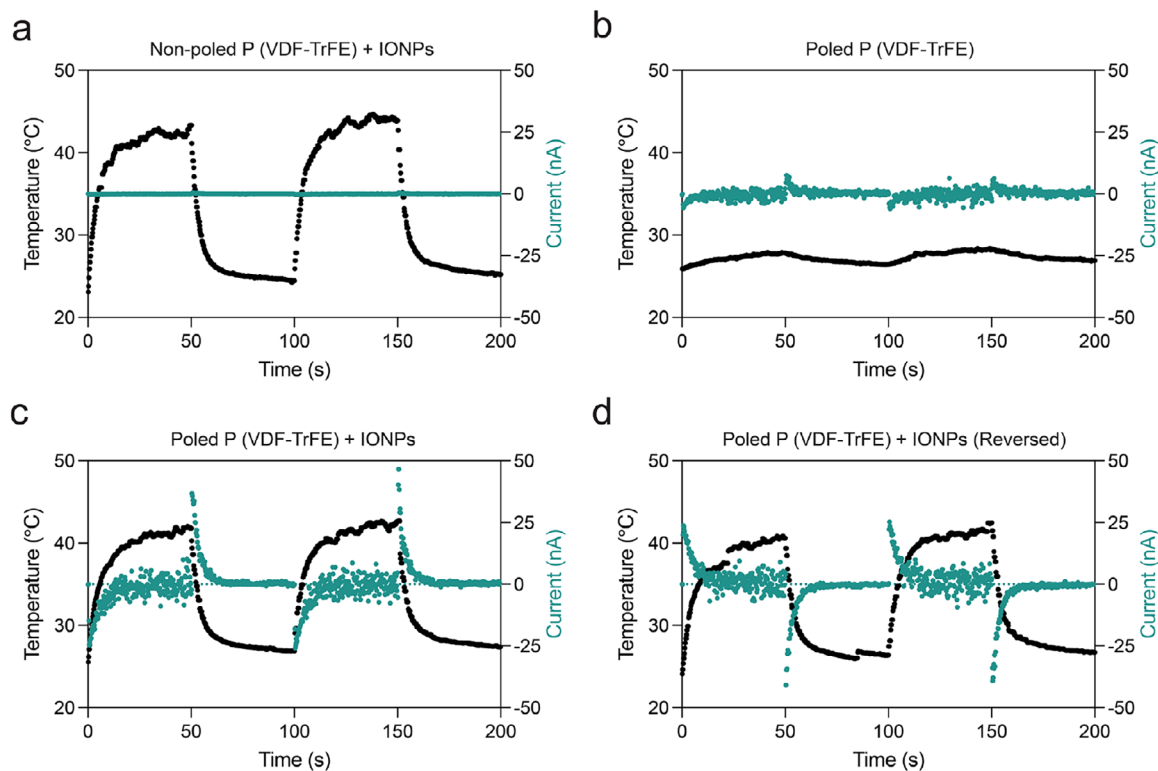 a
Non-poled P (VDF-TrFE) + IONPs
50
40
30
20
Temperature (°C)
50
25
0
-25
-50
Current (nA)
0 50 100 150 200
Time (s)
b
Poled P (VDF-TrFE)
50
40
30
20
Temperature (°C)
50
25
0
-25
-50
Current (nA)
0 50 100 150 200
Time (s)
c
Poled P (VDF-TrFE) + IONPs
50
40
30
20
Temperature (°C)
50
25
0
-25
-50
Current (nA)
0 50 100 150 200
Time (s)
d
Poled P (VDF-TrFE) + IONPs (Reversed)
50
40
30
20
Temperature (°C)
50
25
0
-25
-50
Current (nA)
0 50 100 150 200
Time (s)